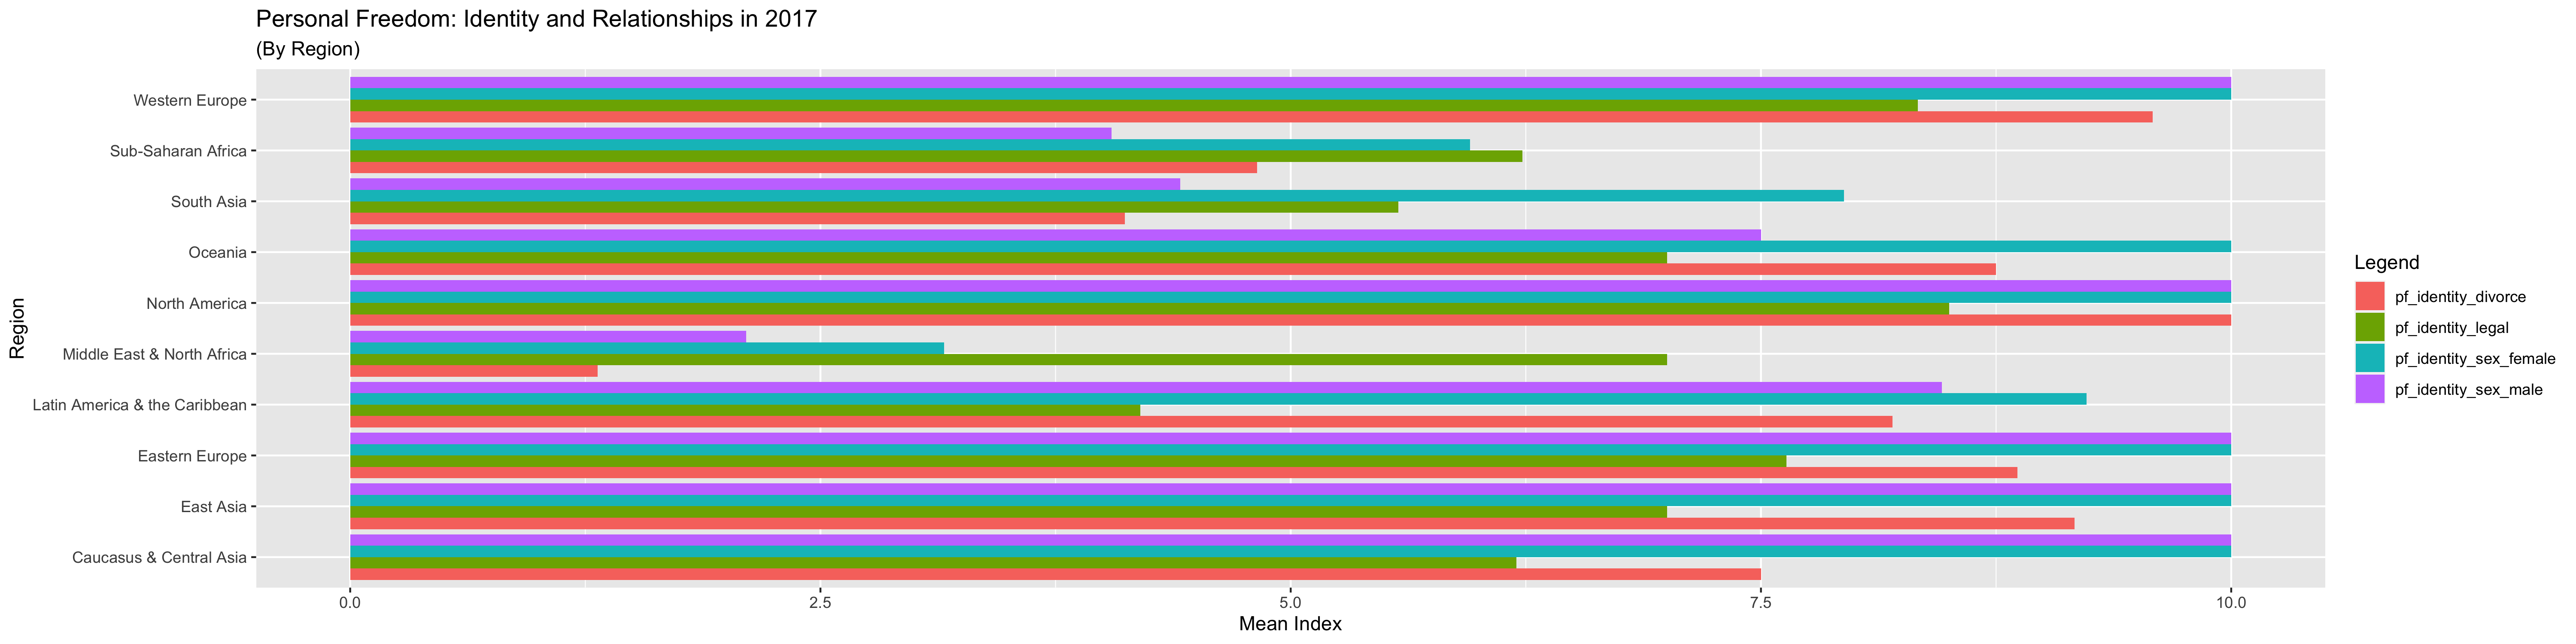 Personal Freedom: Identity and Relationships in 2017
(By Region)
Region
Western Europe
Sub-Saharan Africa
South Asia
Oceania
North America
Middle East & North Africa
Latin America & the Caribbean
Eastern Europe
East Asia
Caucasus & Central Asia
0.0 2.5 5.0 7.5 10.0
Mean Index
Legend
pf_identity_divorce
pf_identity_legal
pf_identity_sex_female
pf_identity_sex_male